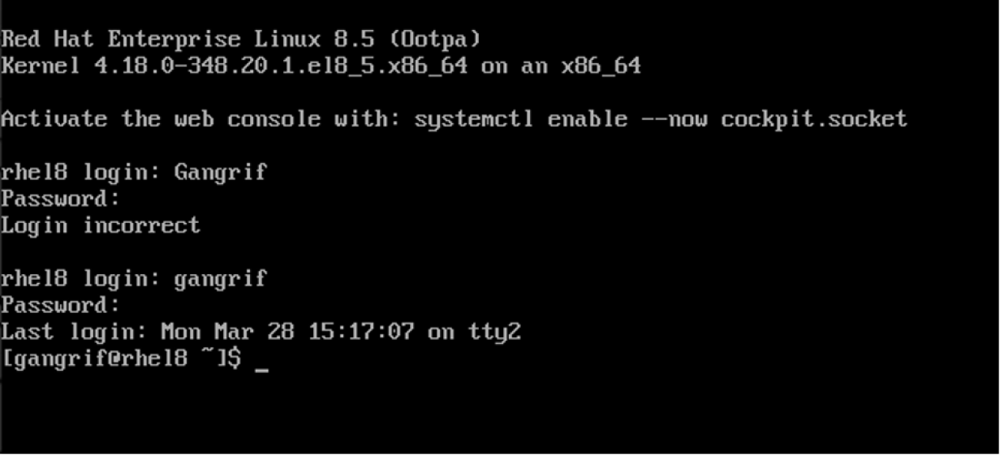 Red Hat Enterprise Linux 8.5 (Ootpa)
Kernel 4.18.0-348.20.1.el8_5.x86_64 on an x86_64
Activate the web console with: systemctl enable --now cockpit.socket
rhel8 login: Gangrif
Password:
Login incorrect
rhel8 login: gangrif
Password:
Last login: Mon Mar 28 15:17:07 on tty2
[gangrif@rhel8 ~]$ _